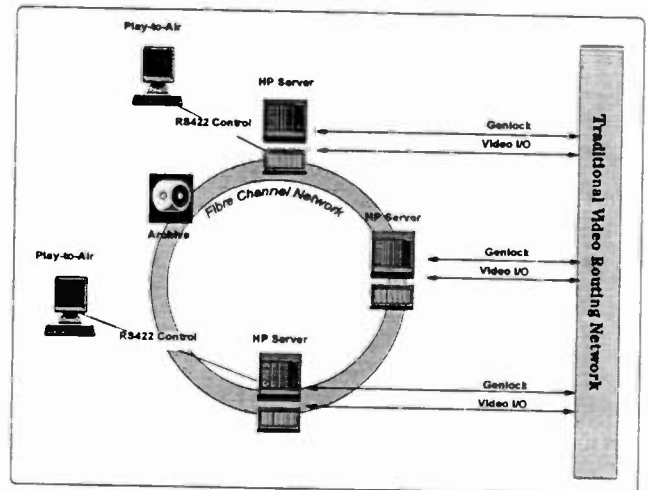 Play-to-Air
HP Server
RS422 Control
Genlock
Video I/O
Fibre Channel Network
Archive
HP Server
Genlock
Video I/O
Play-to-Air
RS422 Control
HP Server
Genlock
Video I/O
Traditional Video Routing Network